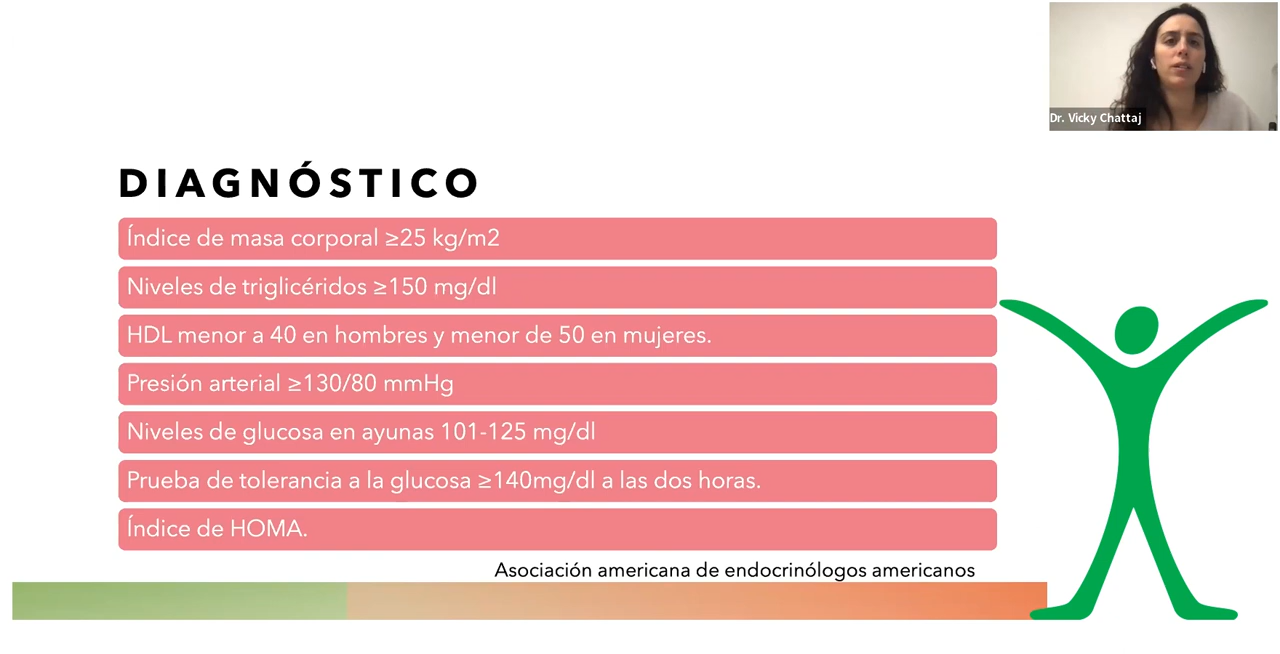 Dr. Vicky Chattaj
DIAGNÓSTICO
Índice de masa corporal ≥25 kg/m2
Niveles de triglicéridos ≥150 mg/dl
HDL menor a 40 en hombres y menor de 50 en mujeres.
Presión arterial ≥130/80 mmHg
Niveles de glucosa en ayunas 101-125 mg/dl
Prueba de tolerancia a la glucosa ≥140mg/dl a las dos horas.
Índice de HOMA.
Asociación americana de endocrinólogos americanos